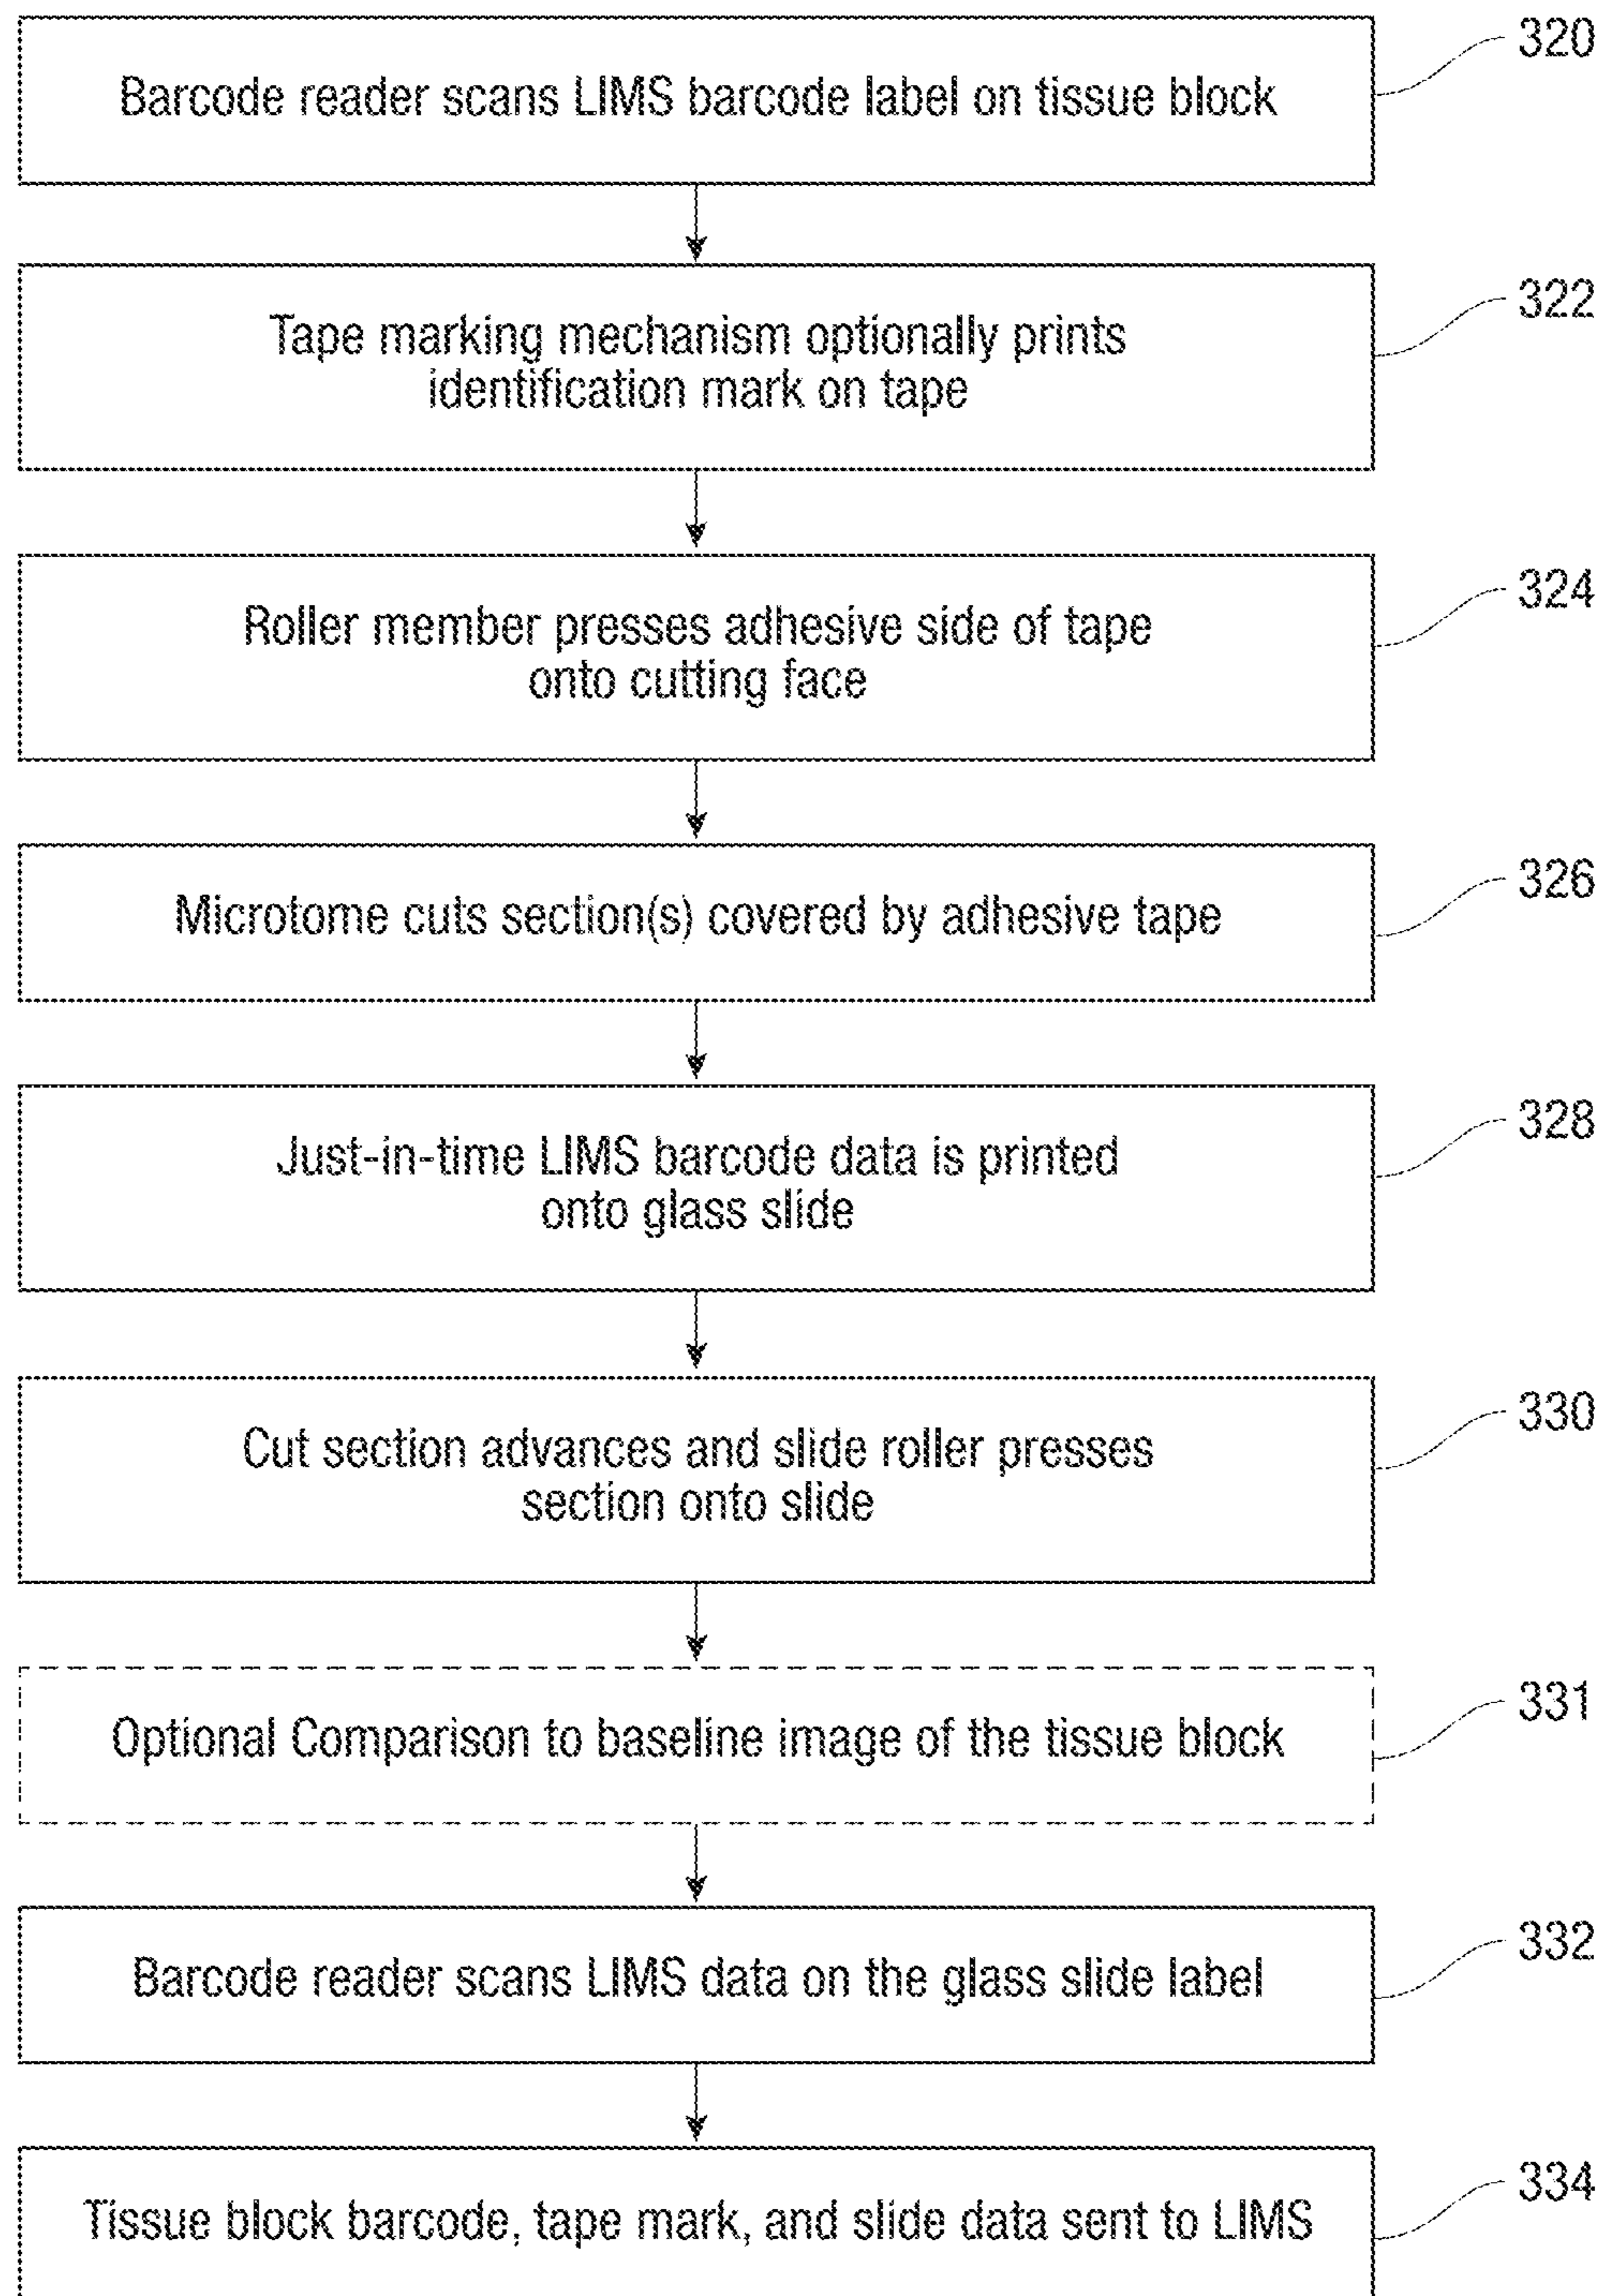 Barcode reader scans LIMS barcode label on tissue block
320
Tape marking mechanism optionally prints
identification mark on tape
322
Roller member presses adhesive side of tape
onto cutting face
324
Microtome cuts section(s) covered by adhesive tape
326
Just-in-time LIMS barcode data is printed
onto glass slide
328
Cut section advances and slide roller presses
section onto slide
330
Optional Comparison to baseline image of the tissue block
331
Barcode reader scans LIMS data on the glass slide label
332
Tissue block barcode, tape mark, and slide data sent to LIMS
334